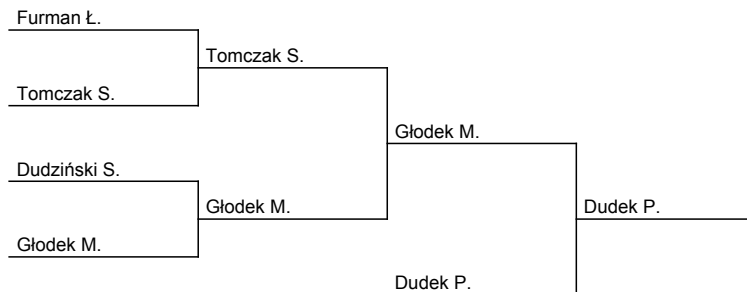 Furman Ł.
Tomczak S.
Tomczak S.
Głodek M.
Dudziński S.
Głodek M.
Dudek P.
Głodek M.
Dudek P.